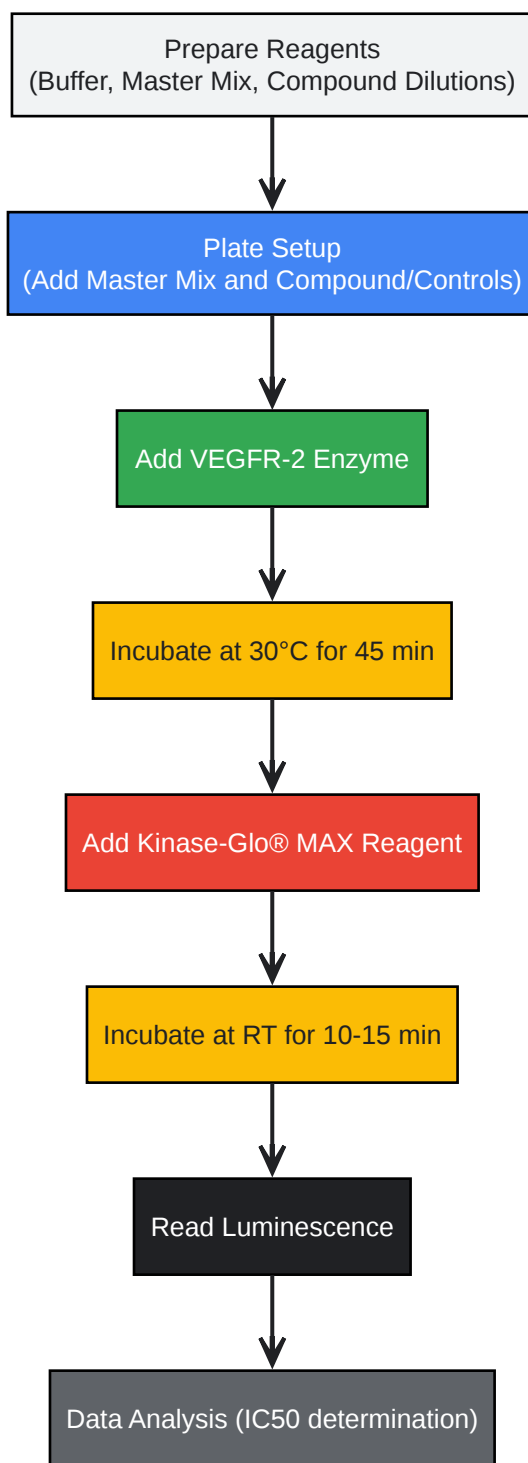 Prepare Reagents
(Buffer, Master Mix, Compound Dilutions)
Plate Setup
(Add Master Mix and Compound/Controls)
Add VEGFR-2 Enzyme
Incubate at 30°C for 45 min
Add Kinase-Glo® MAX Reagent
Incubate at RT for 10-15 min
Read Luminescence
Data Analysis (IC50 determination)